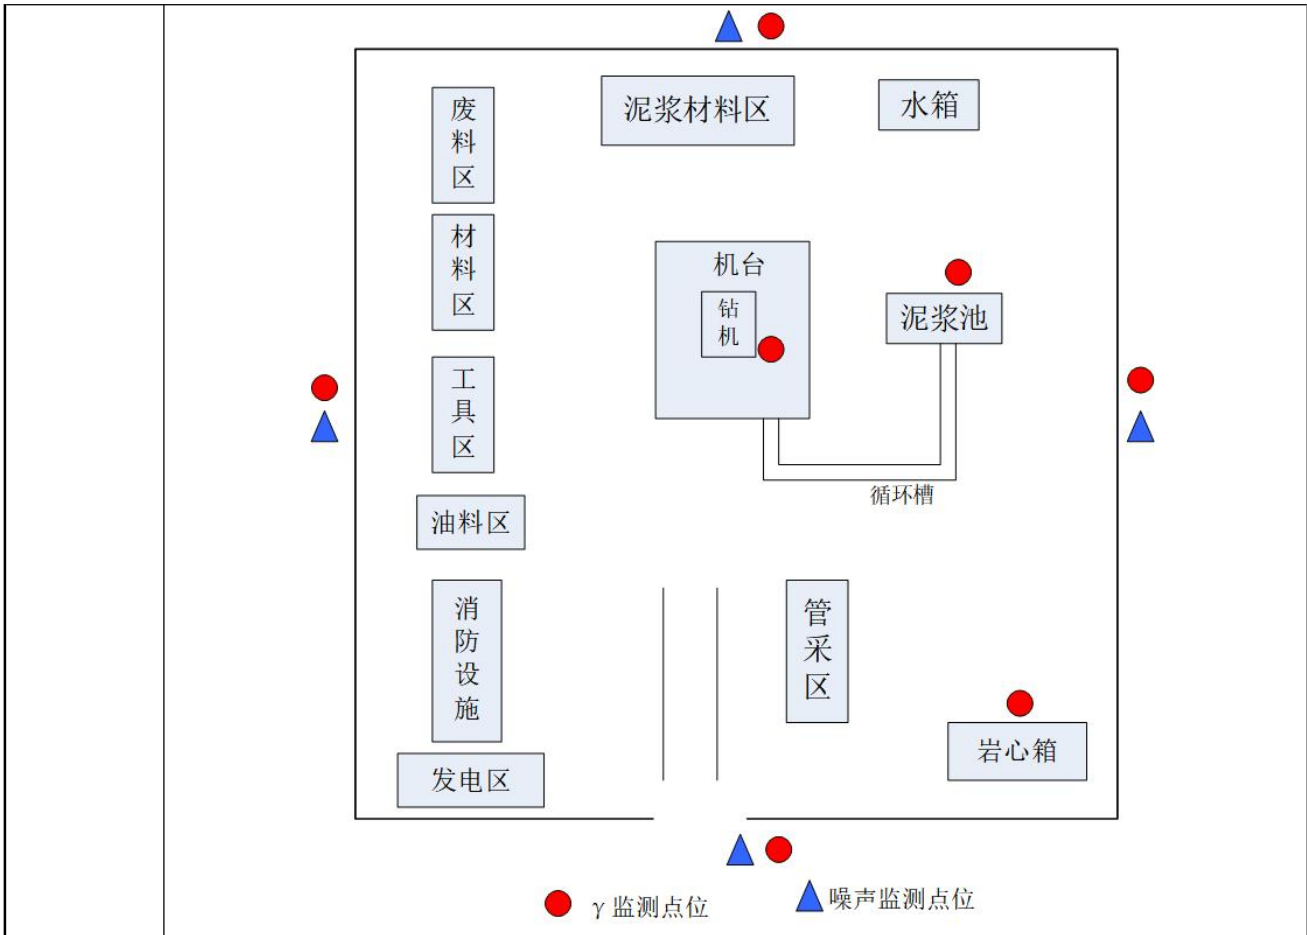 泥浆材料区
水箱
废料区
材料区
机台
钻机
泥浆池
工具区
循环槽
油料区
消防设施
管采区
岩心箱
发电区
γ 监测点位
噪声监测点位